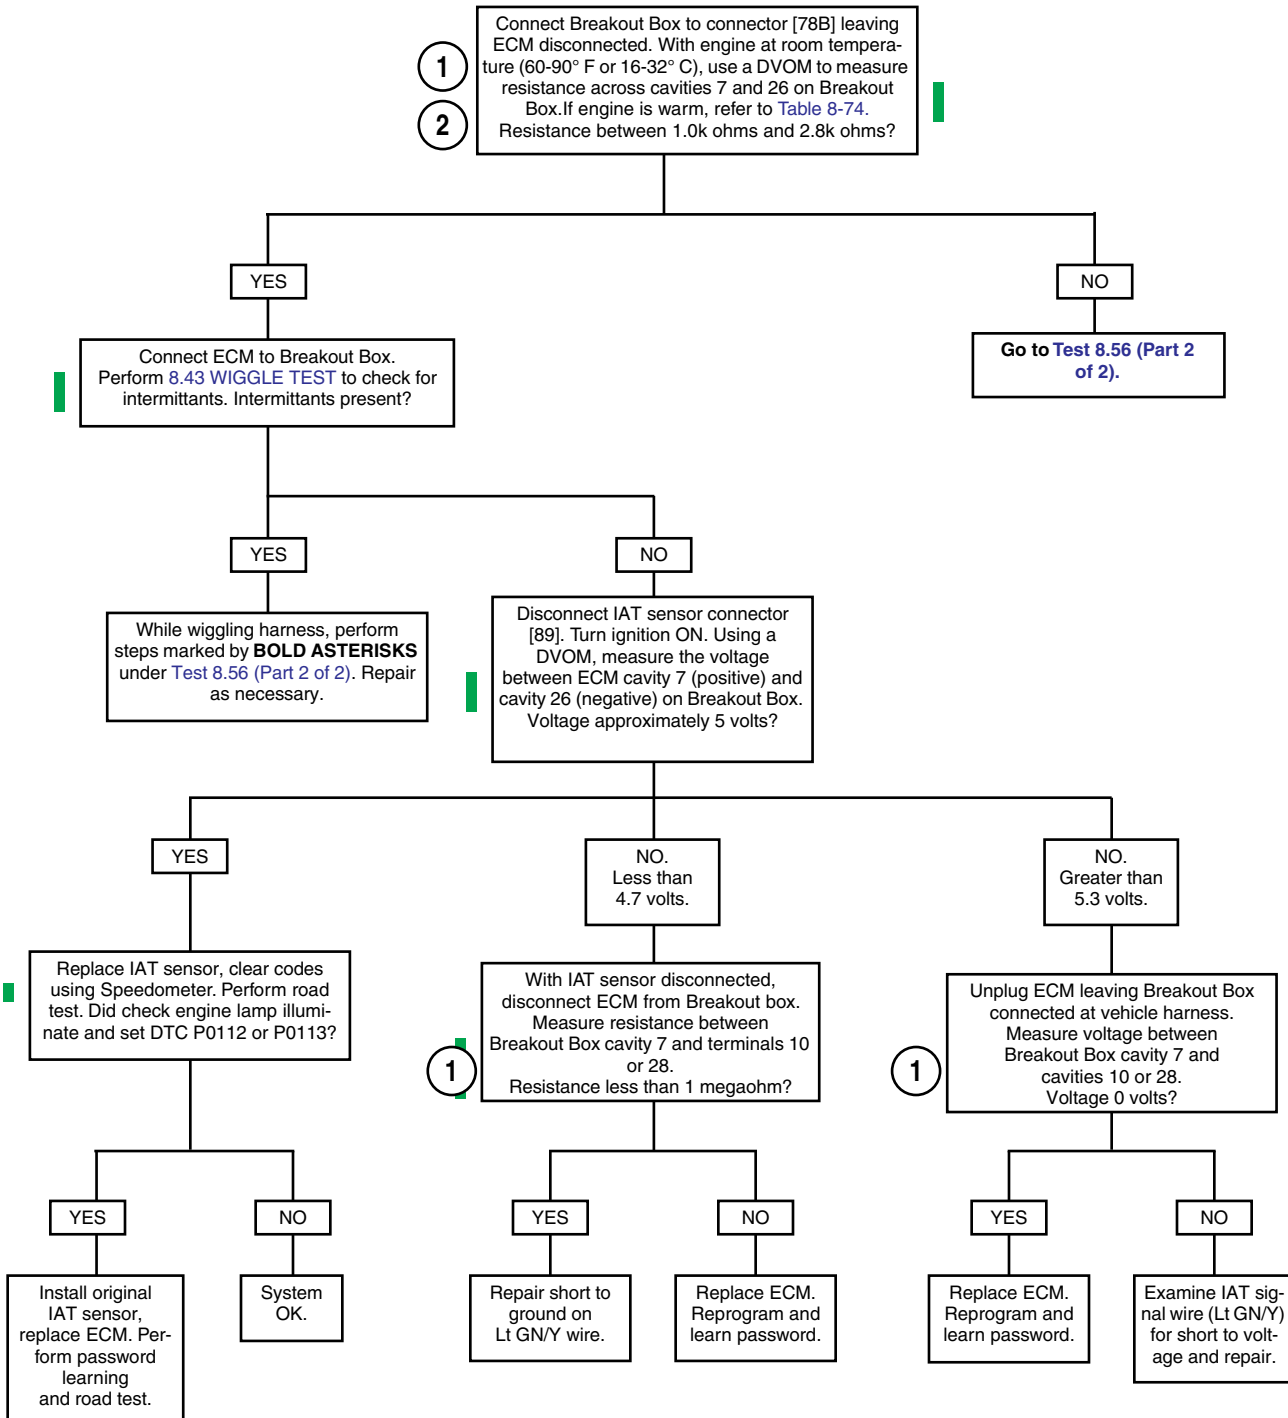 Connect Breakout Box to connector [78B] leaving
ECM disconnected. With engine at room tempera-
ture (60-90° F or 16-32° C), use a DVOM to measure
resistance across cavities 7 and 26 on Breakout
Box.If engine is warm, refer to Table 8-74.
Resistance between 1.0k ohms and 2.8k ohms?
1
2
YES
NO
Connect ECM to Breakout Box.
Perform 8.43 WIGGLE TEST to check for
intermittants. Intermittants present?
Go to Test 8.56 (Part 2
of 2).
YES
NO
While wiggling harness, perform
steps marked by BOLD ASTERISKS
under Test 8.56 (Part 2 of 2). Repair
as necessary.
Disconnect IAT sensor connector
[89]. Turn ignition ON. Using a
DVOM, measure the voltage
between ECM cavity 7 (positive) and
cavity 26 (negative) on Breakout Box.
Voltage approximately 5 volts?
YES
NO.
Less than
4.7 volts.
NO.
Greater than
5.3 volts.
Replace IAT sensor, clear codes
using Speedometer. Perform road
test. Did check engine lamp illumi-
nate and set DTC P0112 or P0113?
With IAT sensor disconnected,
disconnect ECM from Breakout box.
Measure resistance between
Breakout Box cavity 7 and terminals 10
or 28.
Resistance less than 1 megaohm?
1
Unplug ECM leaving Breakout Box
connected at vehicle harness.
Measure voltage between
Breakout Box cavity 7 and
cavities 10 or 28.
Voltage 0 volts?
1
YES
NO
YES
NO
YES
NO
Install original
IAT sensor,
replace ECM. Per-
form password
learning
and road test.
System
OK.
Repair short to
ground on
Lt GN/Y wire.
Replace ECM.
Reprogram and
learn password.
Replace ECM.
Reprogram and
learn password.
Examine IAT sig-
nal wire (Lt GN/Y)
for short to volt-
age and repair.